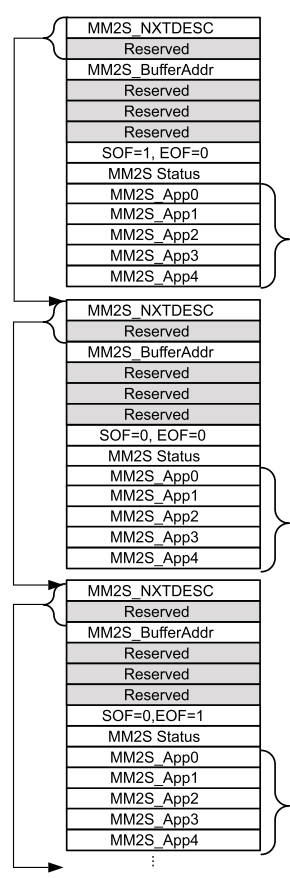 MM2S_NXTDESC
Reserved
MM2S_BufferAddr
Reserved
Reserved
Reserved
SOF=1, EOF=0
MM2S Status
MM2S_App0
MM2S_App1
MM2S_App2
MM2S_App3
MM2S_App4
MM2S_NXTDESC
Reserved
MM2S_BufferAddr
Reserved
Reserved
Reserved
SOF=0, EOF=0
MM2S Status
MM2S_App0
MM2S_App1
MM2S_App2
MM2S_App3
MM2S_App4
MM2S_NXTDESC
Reserved
MM2S_BufferAddr
Reserved
Reserved
Reserved
SOF=0,EOF=1
MM2S Status
MM2S_App0
MM2S_App1
MM2S_App2
MM2S_App3
MM2S_App4
⋮